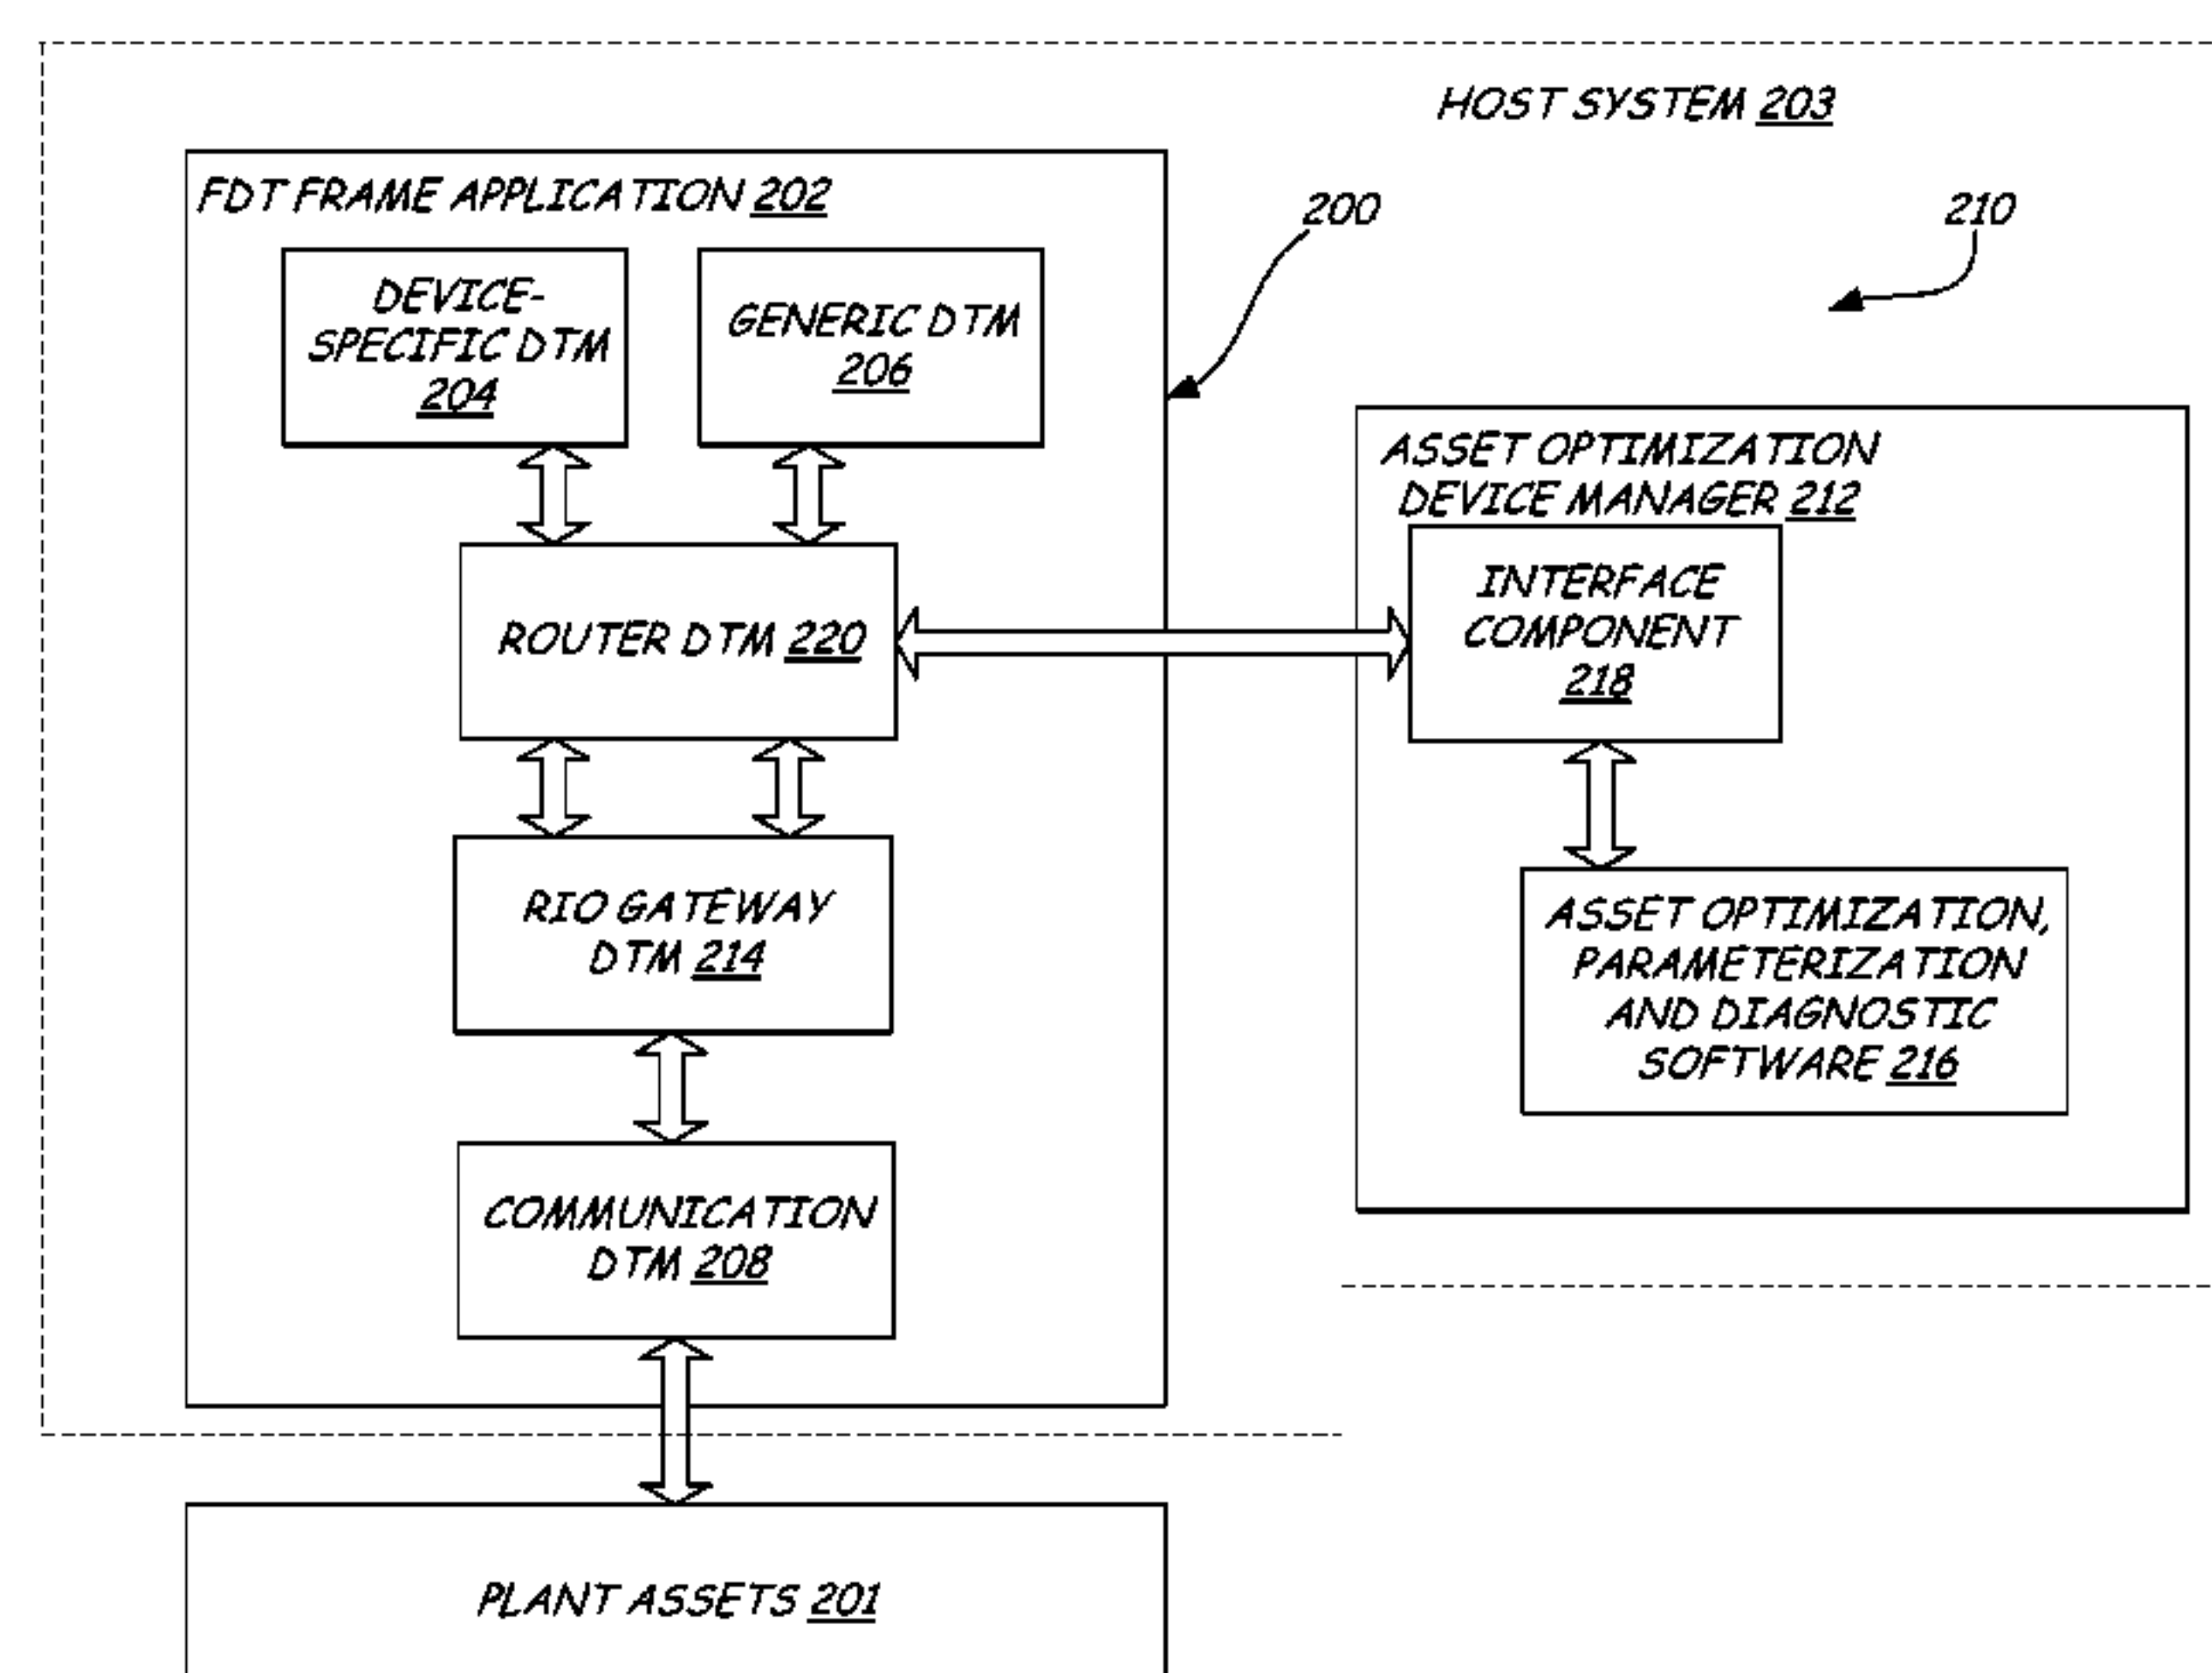 HOST SYSTEM 203
FDT FRAME APPLICATION 202
200
210
DEVICE-
SPECIFIC DTM
204
GENERIC DTM
206
ASSET OPTIMIZATION
DEVICE MANAGER 212
ROUTER DTM 220
INTERFACE
COMPONENT
218
RIO GATEWAY
DTM 214
ASSET OPTIMIZATION,
PARAMETERIZATION
AND DIAGNOSTIC
SOFTWARE 216
COMMUNICATION
DTM 208
PLANT ASSETS 201